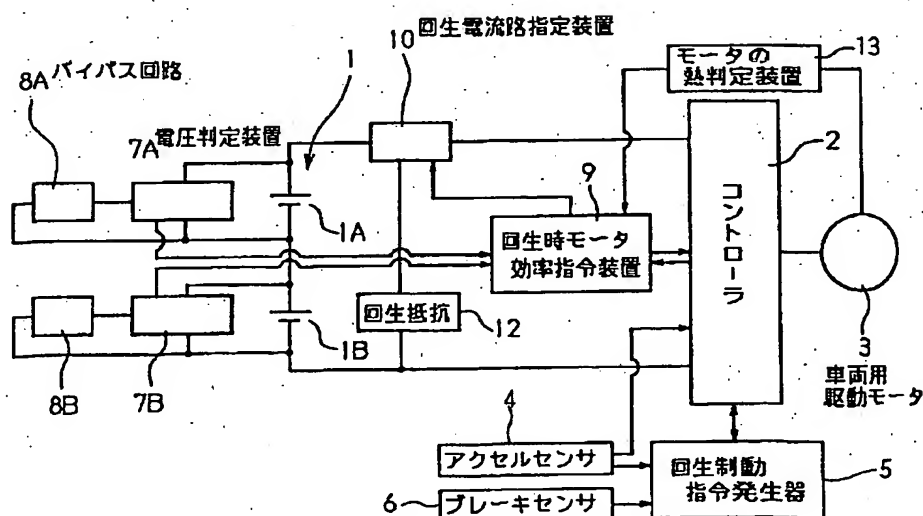 10 回生電流路指定装置
8A バイパス回路
1
モータの
熱判定装置
13
7A 電圧判定装置
2
9
1A
回生時モータ
効率指令装置
コントローラ
回生抵抗
12
1B
3
車両用
駆動モータ
8B
7B
4
アクセルセンサ
回生制動
指令発生器
5
6
ブレーキセンサ